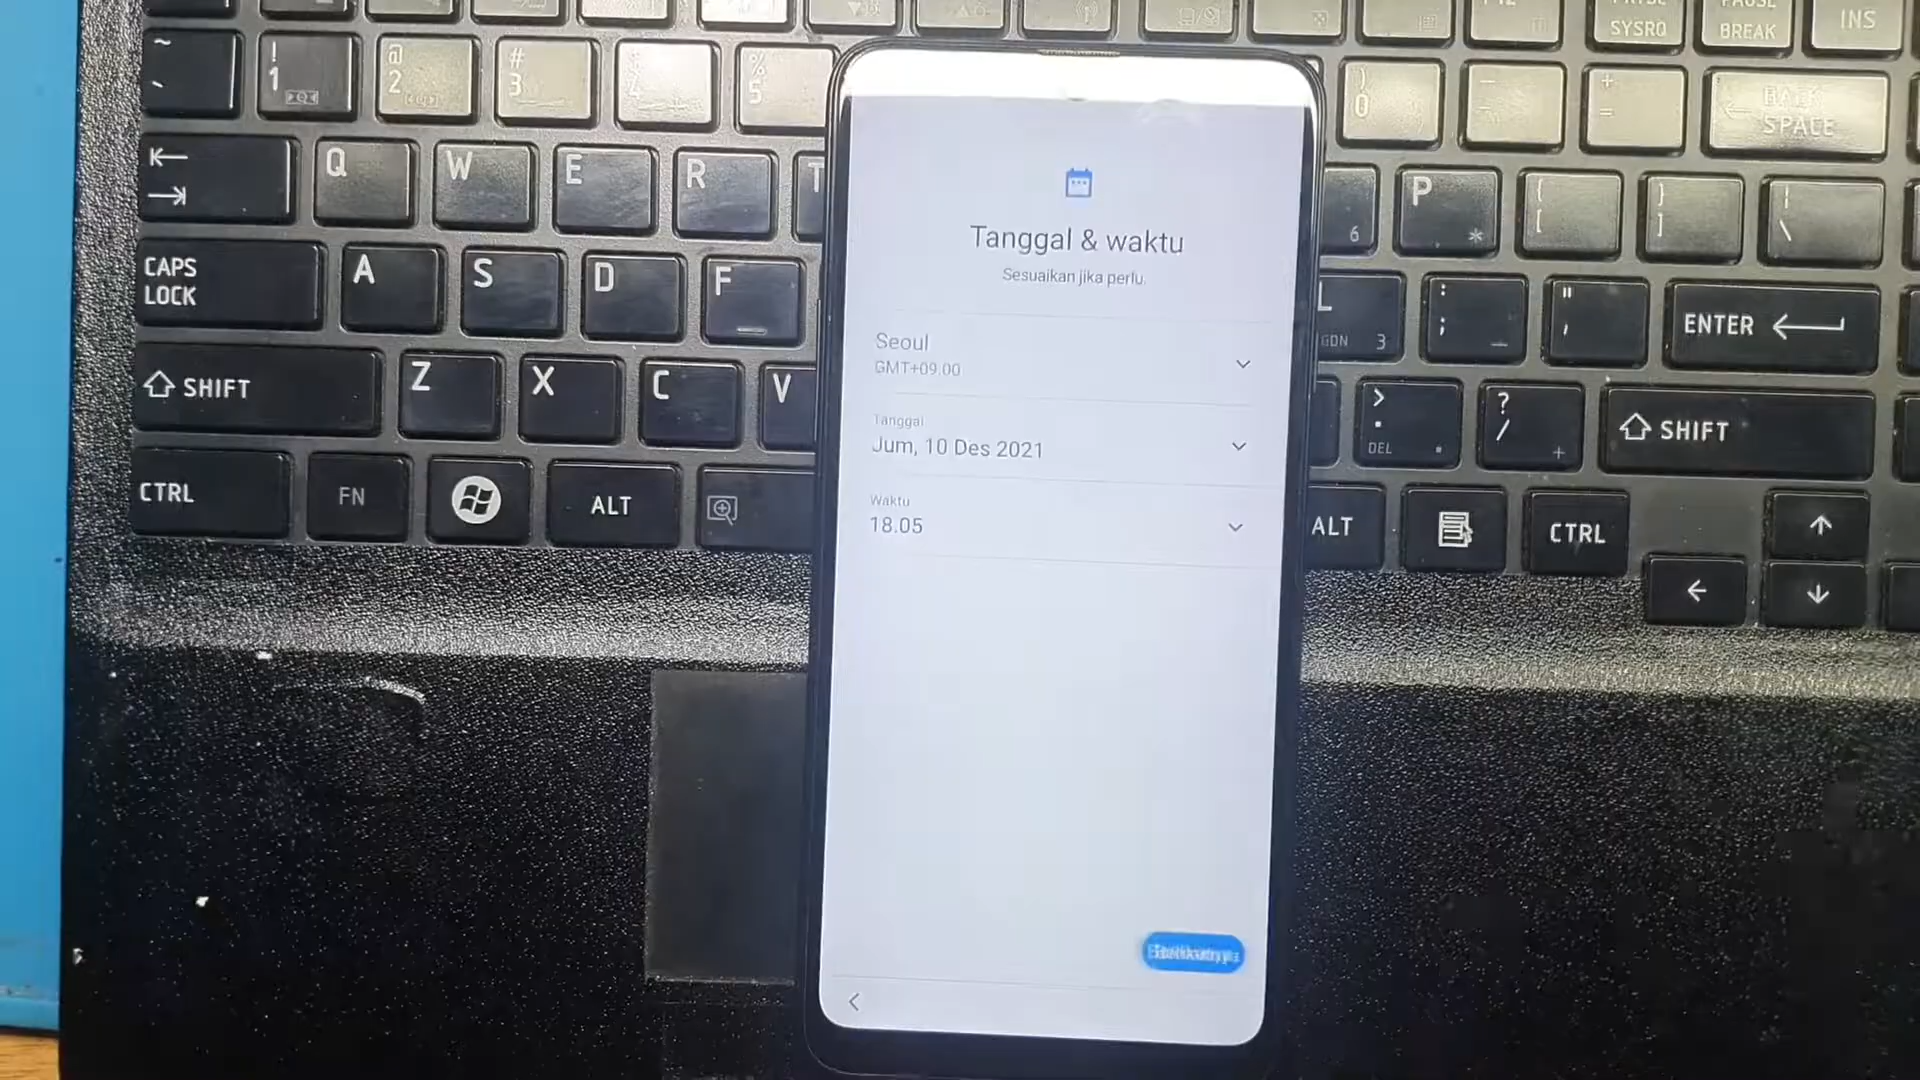 PRTSC
PAUSE
SYSRQ
BREAK
INS
~
`
!
1
@
2
#
3
%
5
)
0
-
+
=
BACK
SPACE
Q
W
E
R
T
6
P
*
{
[
}
]
|
\
CAPS
LOCK
A
S
D
F
L
3
:
;
"
'
ENTER
SHIFT
Z
X
C
V
>
.
DEL
?
/
+
SHIFT
CTRL
FN
ALT
ALT
CTRL
Tanggal & waktu
Sesuaikan jika perlu.
Seoul
GMT+09.00
Tanggal
Jum, 10 Des 2021
Waktu
18.05